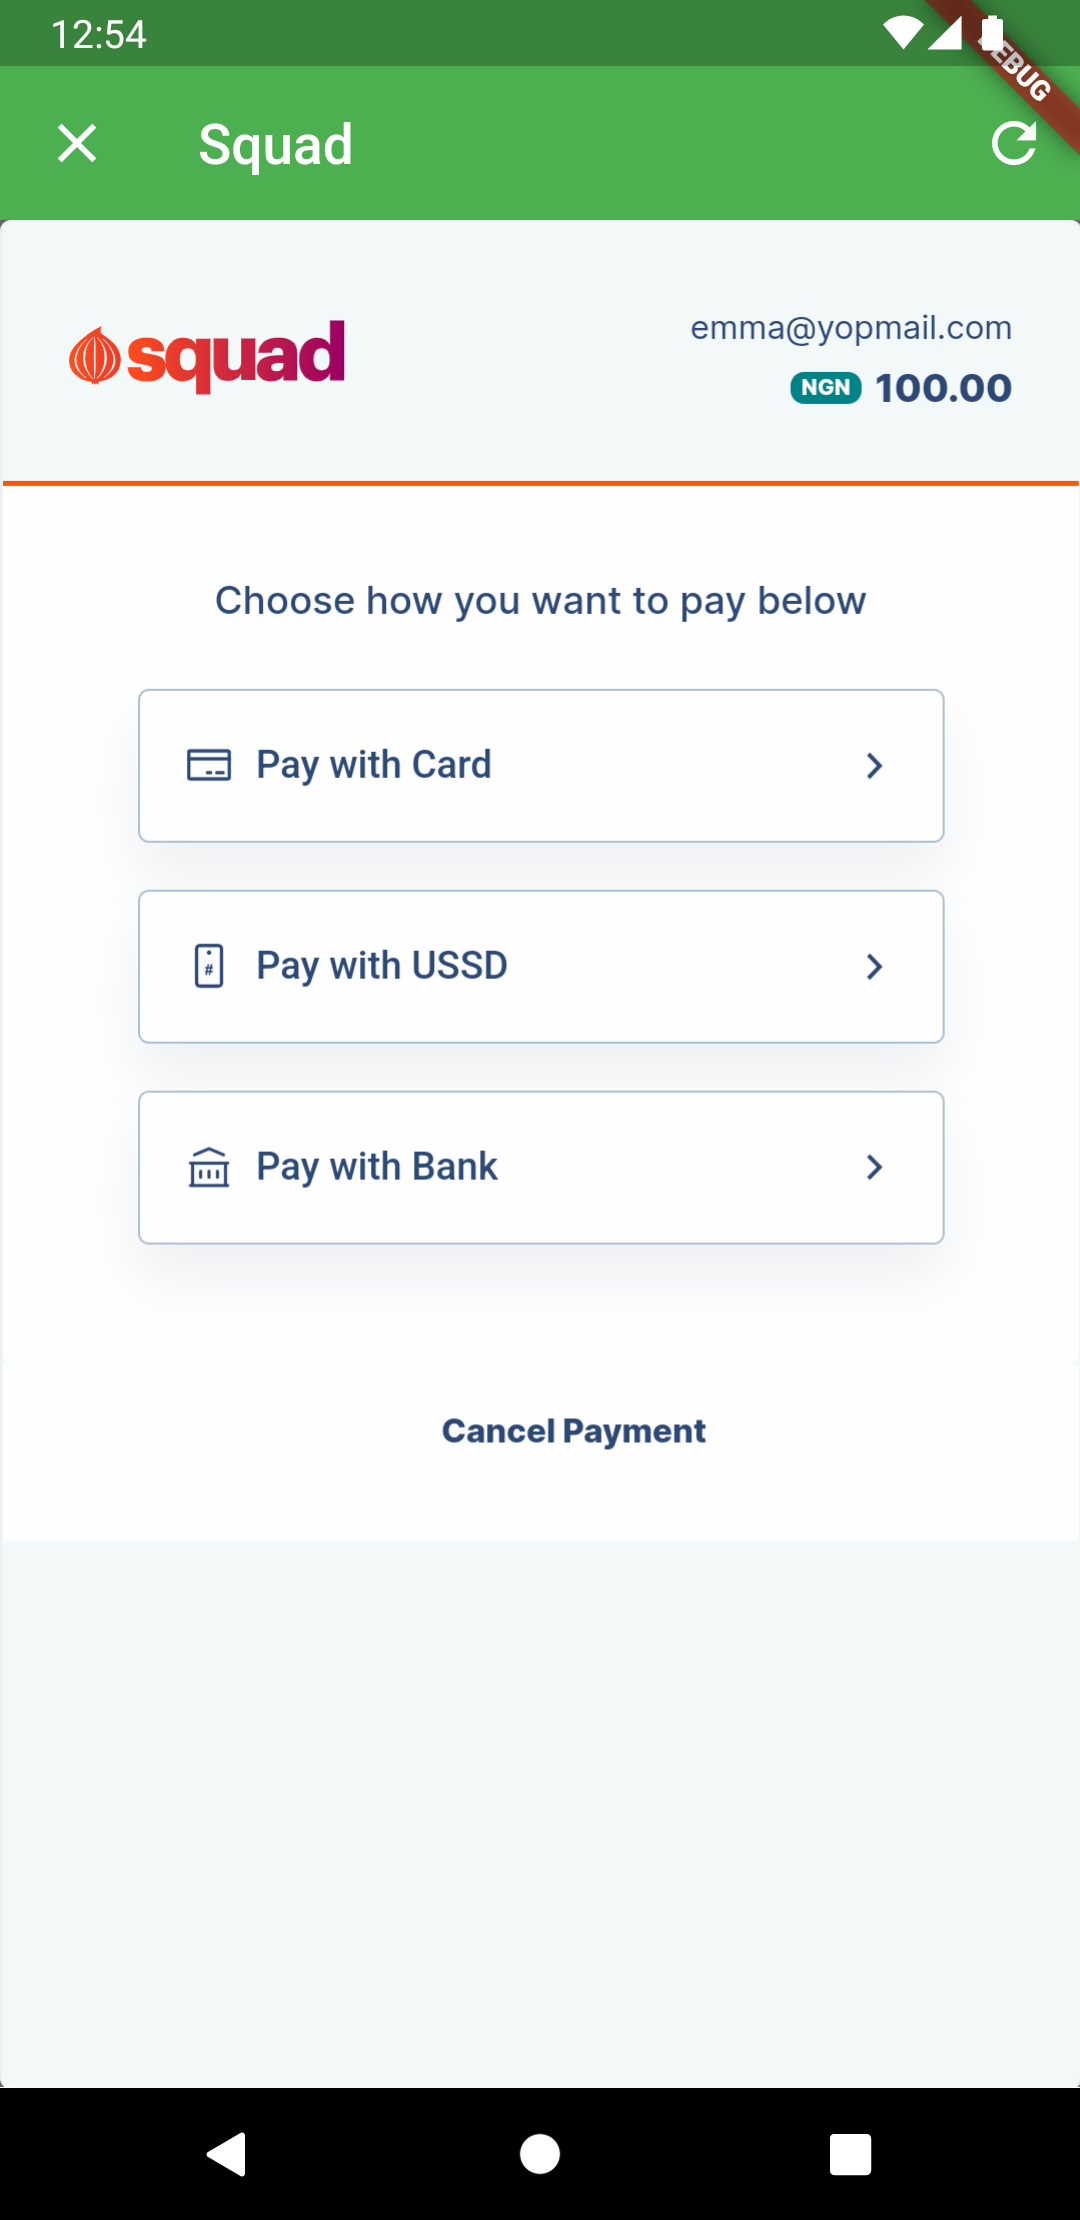 12:54
DEBUG
Squad
squad
emma@yopmail.com
NGN 100.00
Choose how you want to pay below
Pay with Card
#
Pay with USSD
Pay with Bank
Cancel Payment